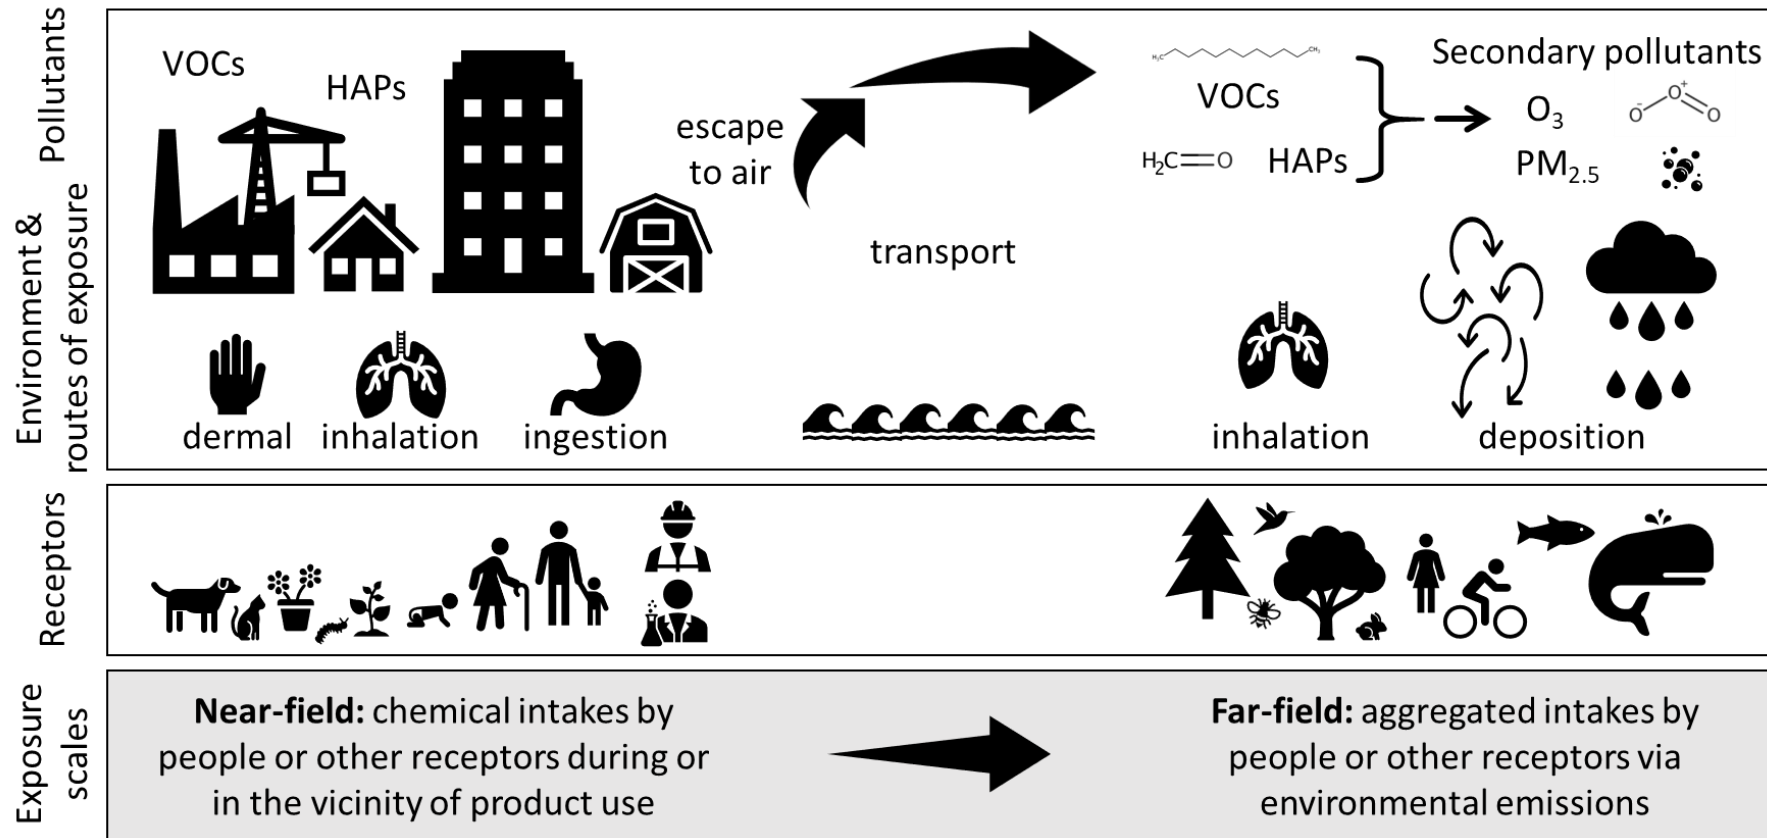 Pollutants
Environment &
routes of exposure
VOCs
HAPs
escape
to air
transport
dermal
inhalation
ingestion
H₃C
CH₃
VOCs
H₂C
O
HAPs
Secondary pollutants
O₃
O⁻
O⁺
O
PM₂.₅
inhalation
deposition
Receptors
Exposure
scales
Near-field: chemical intakes by
people or other receptors during or
in the vicinity of product use
Far-field: aggregated intakes by
people or other receptors via
environmental emissions